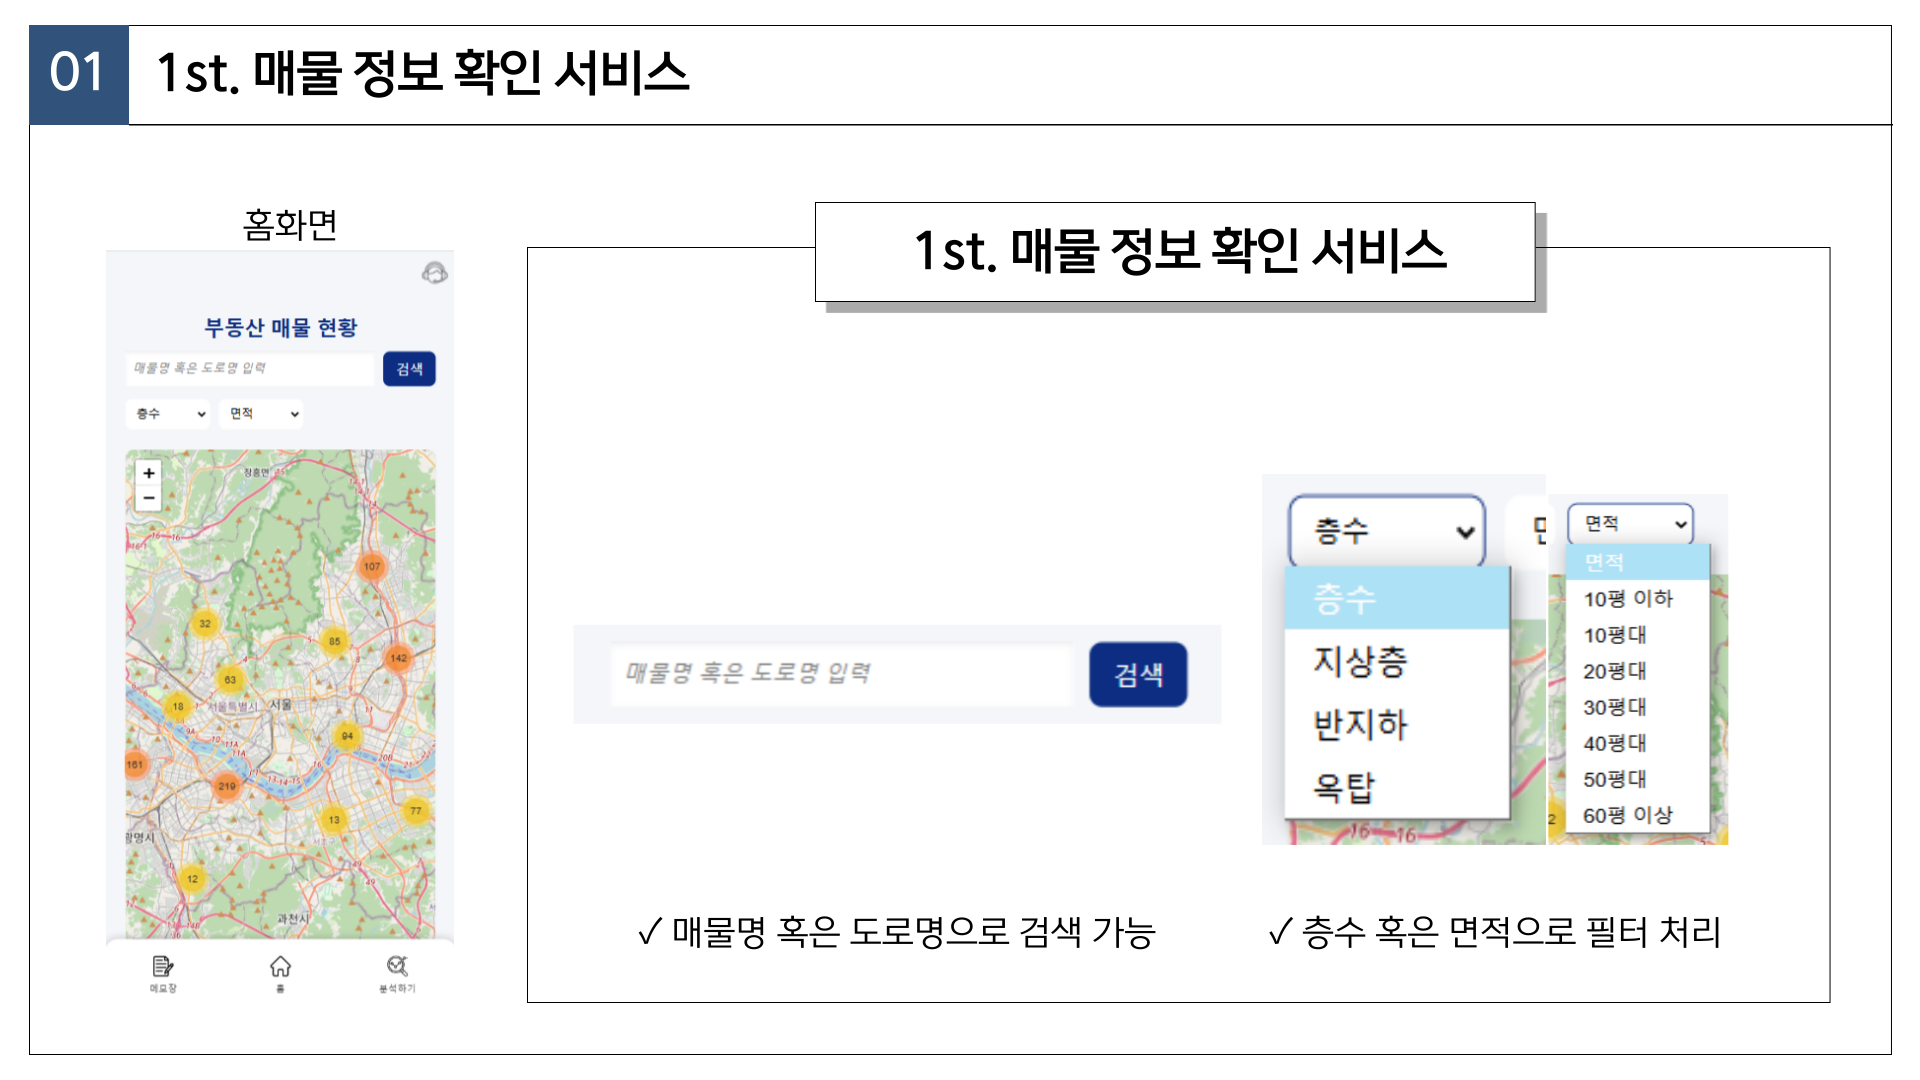 01
1st. 매물 정보 확인 서비스
홈화면
부동산 매물 현황
매물명 혹은 도로명 입력
검색
층수
면적
+
−
장흥면
107
32
85
142
63
18
서울특별시
서울
94
161
219
13
77
광명시
12
과천시
메모장
홈
분석하기
1st. 매물 정보 확인 서비스
매물명 혹은 도로명 입력
검색
층수
층수
지상층
반지하
옥탑
16
16
면적
면적
10평 이하
10평대
20평대
30평대
40평대
50평대
60평 이상
✓ 매물명 혹은 도로명으로 검색 가능
✓ 층수 혹은 면적으로 필터 처리